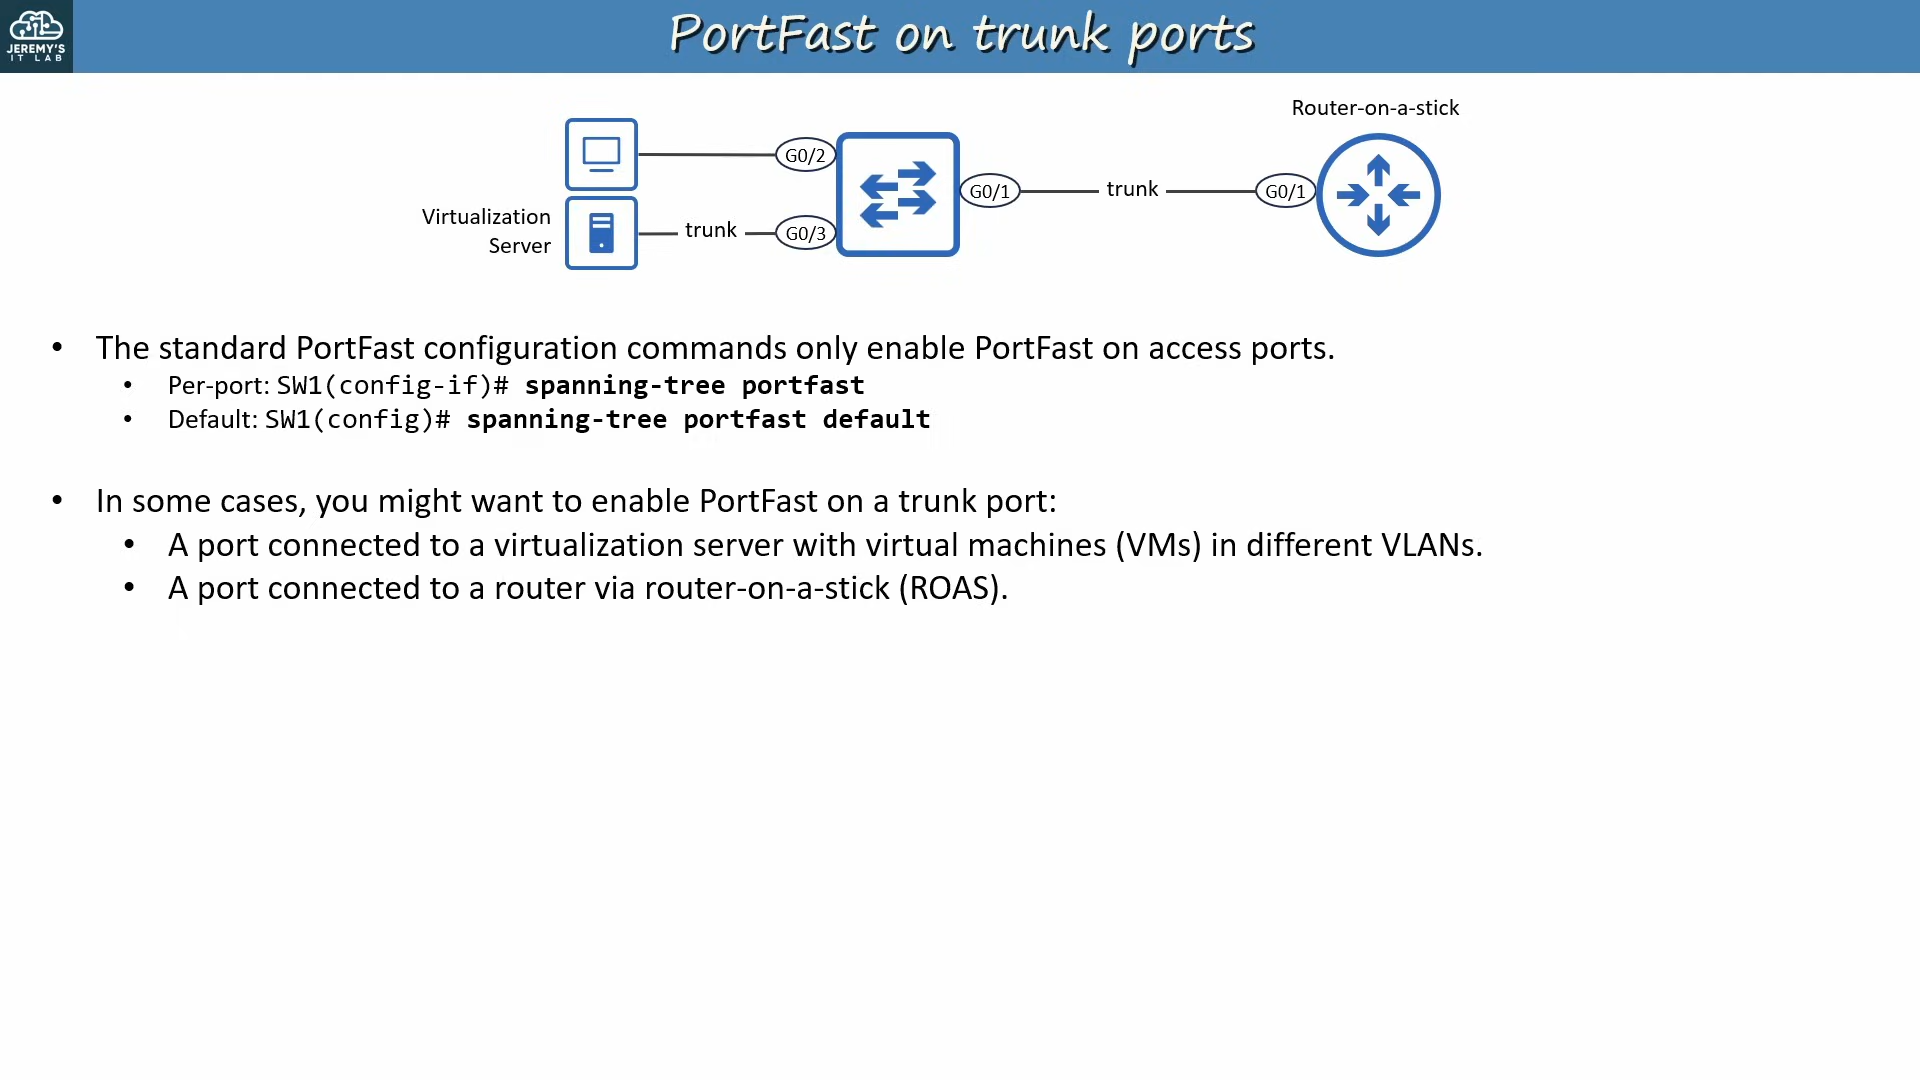 JEREMY'S
IT LAB
PortFast on trunk ports
Router-on-a-stick
G0/2
G0/1
trunk
G0/1
Virtualization
Server
trunk
G0/3
• The standard PortFast configuration commands only enable PortFast on access ports.
• Per-port: SW1(config-if)# spanning-tree portfast
• Default: SW1(config)# spanning-tree portfast default
• In some cases, you might want to enable PortFast on a trunk port:
• A port connected to a virtualization server with virtual machines (VMs) in different VLANs.
• A port connected to a router via router-on-a-stick (ROAS).